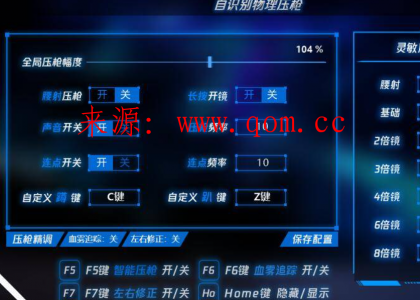 自识别物理压枪
全局压枪幅度 104 %
腰射压枪 开 关 长按开镜 开 关
声音开关 开 频率 10
连点开关 开 关 连点频率 10
自定义 蹲 键 C键 自定义 趴 键 Z键
压枪精调 血雾追踪：关 左右修正：关 保存配置
来源：www.qom.cc
灵敏
腰射
基础
2倍镜
3倍镜
4倍镜
6倍镜
8倍镜
F5 F5键 智能压枪 开/关 F6 F6键 血雾追踪 开/关
F7 F7键 左右修正 开/关 Ho Home键 隐藏/显示